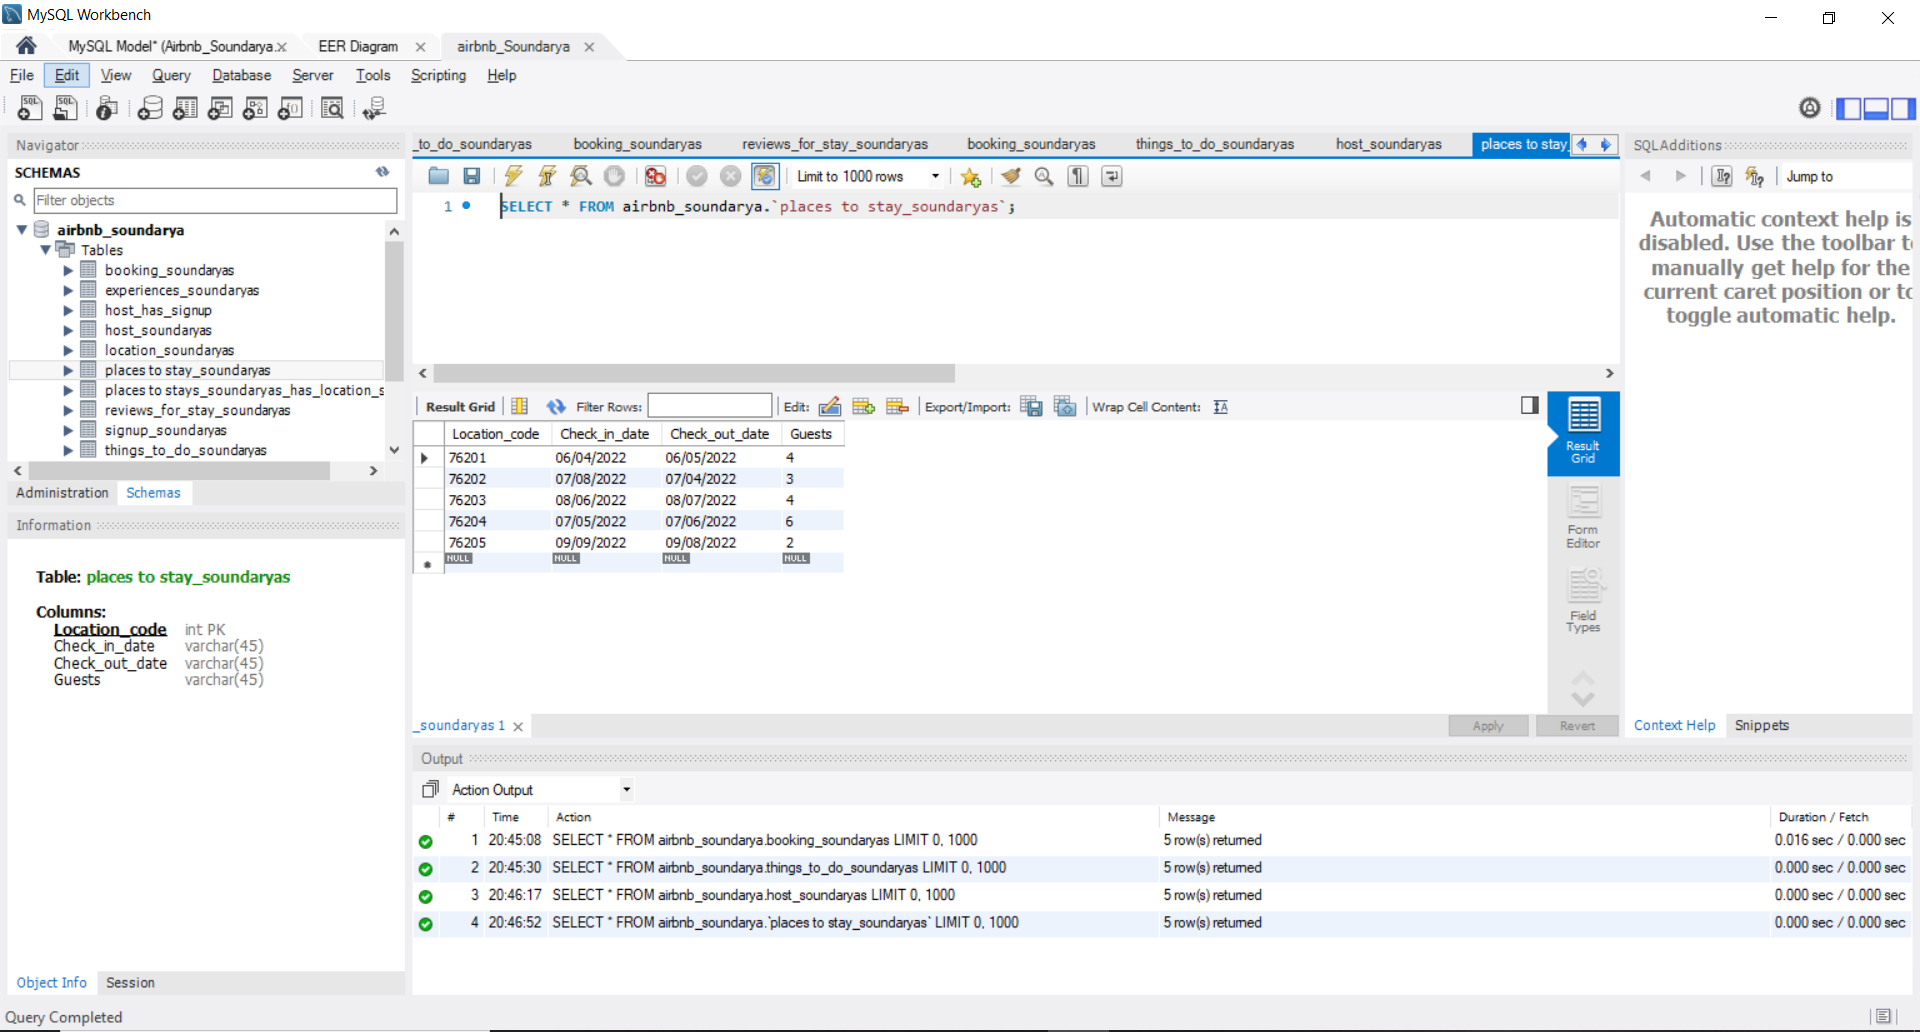 MySQL Workbench
MySQL Model* (Airbnb_Soundarya.
EER Diagram
airbnb_Soundarya
File Edit View Query Database Server Tools Scripting Help
Navigator
SCHEMAS
Filter objects
airbnb_soundarya
Tables
booking_soundaryas
experiences_soundaryas
host_has_signup
host_soundaryas
location_soundaryas
places to stay_soundaryas
places to stays_soundaryas_has_location_s
reviews_for_stay_soundaryas
signup_soundaryas
things_to_do_soundaryas
Administration Schemas
Information
Table: places to stay_soundaryas
Columns:
Location_code int PK
Check_in_date varchar(45)
Check_out_date varchar(45)
Guests varchar(45)
Object Info Session
_to_do_soundaryas booking_soundaryas reviews_for_stay_soundaryas booking_soundaryas things_to_do_soundaryas host_soundaryas places to stay_
Limit to 1000 rows
1 SELECT * FROM airbnb_soundarya.`places to stay_soundaryas`;
Result Grid Filter Rows: Edit: Export/Import: Wrap Cell Content:
Location_code Check_in_date Check_out_date Guests
76201 06/04/2022 06/05/2022 4
76202 07/08/2022 07/04/2022 3
76203 08/06/2022 08/07/2022 4
76204 07/05/2022 07/06/2022 6
76205 09/09/2022 09/08/2022 2
NULL NULL NULL NULL
Result
Grid
Form
Editor
Field
Types
_soundaryas 1
Apply Revert
SQLAdditions
Jump to
Automatic context help is
disabled. Use the toolbar to
manually get help for the
current caret position or to
toggle automatic help.
Context Help Snippets
Output
Action Output
# Time Action Message Duration / Fetch
1 20:45:08 SELECT * FROM airbnb_soundarya.booking_soundaryas LIMIT 0, 1000 5 row(s) returned 0.016 sec / 0.000 sec
2 20:45:30 SELECT * FROM airbnb_soundarya.things_to_do_soundaryas LIMIT 0, 1000 5 row(s) returned 0.000 sec / 0.000 sec
3 20:46:17 SELECT * FROM airbnb_soundarya.host_soundaryas LIMIT 0, 1000 5 row(s) returned 0.000 sec / 0.000 sec
4 20:46:52 SELECT * FROM airbnb_soundarya.`places to stay_soundaryas` LIMIT 0, 1000 5 row(s) returned 0.000 sec / 0.000 sec
Query Completed